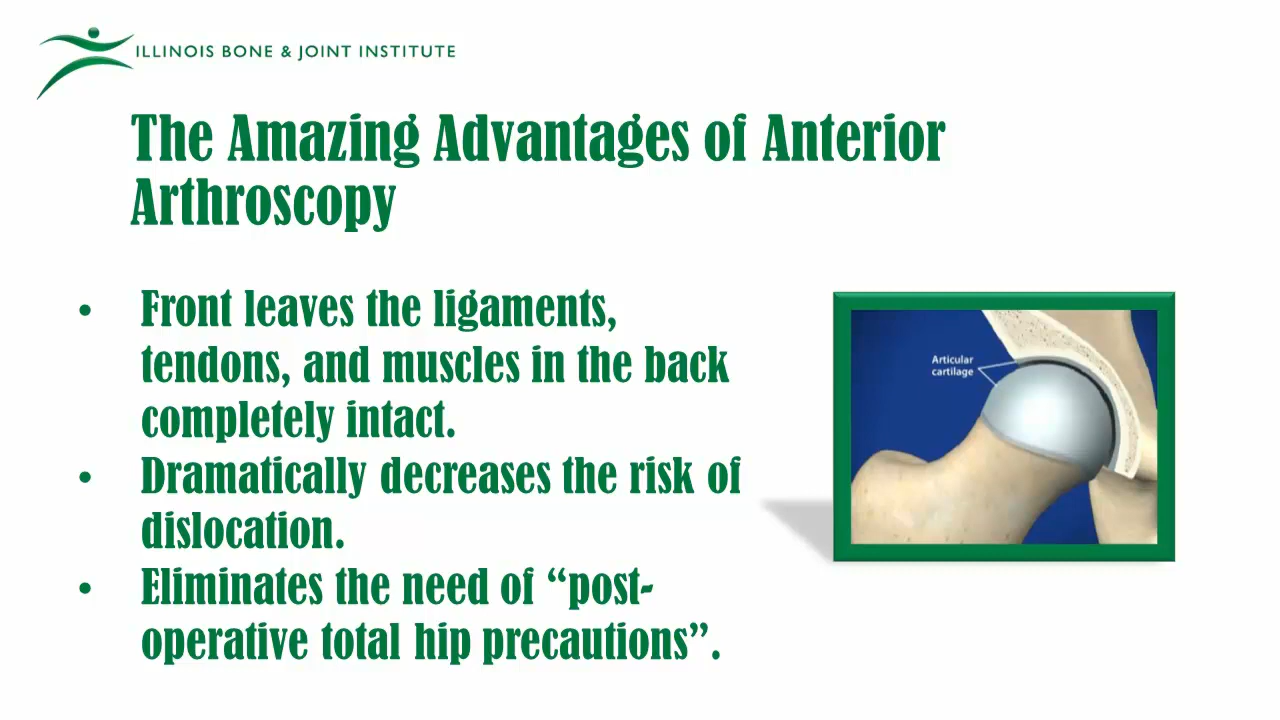 ILLINOIS BONE & JOINT INSTITUTE
The Amazing Advantages of Anterior
Arthroscopy
• Front leaves the ligaments,
tendons, and muscles in the back
completely intact.
• Dramatically decreases the risk of
dislocation.
• Eliminates the need of “post-
operative total hip precautions”.
Articular
cartilage